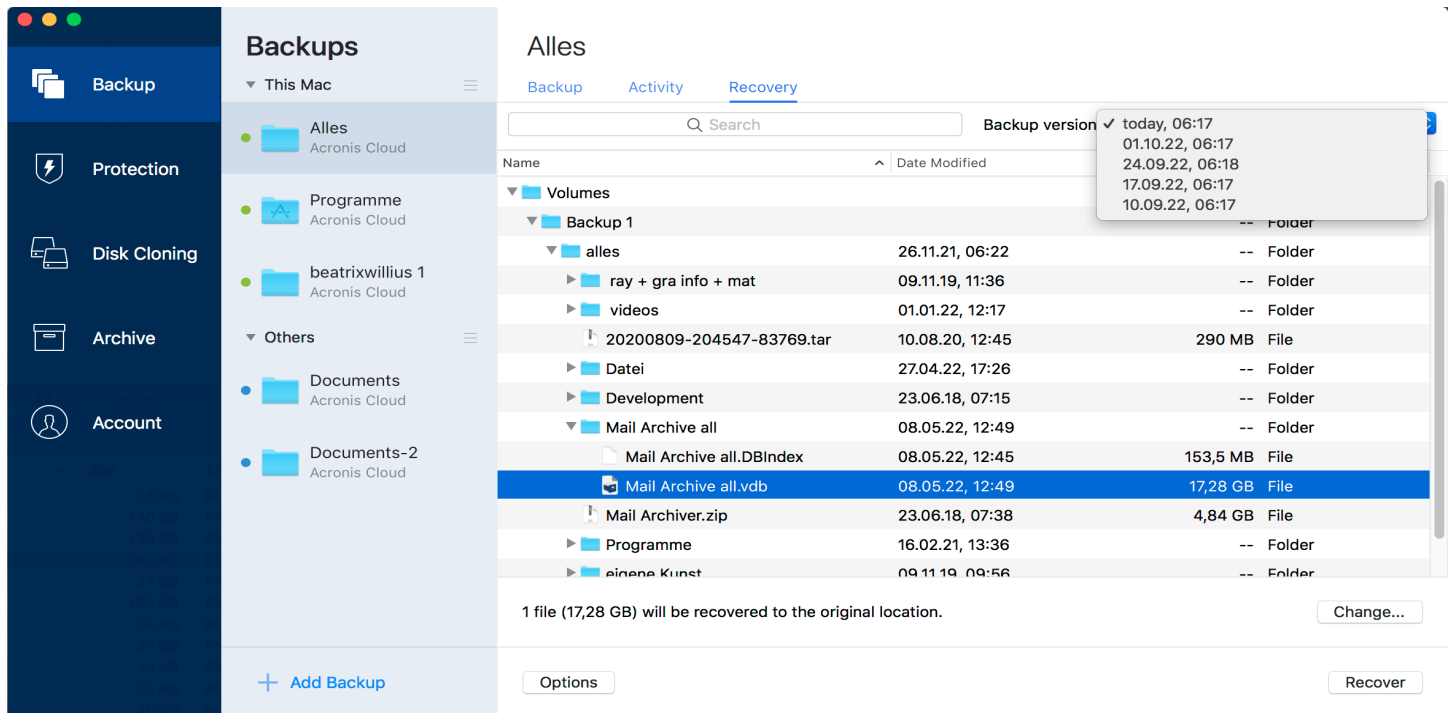 Backup
Protection
Disk Cloning
Archive
Account
Backups
This Mac
Alles
Acronis Cloud
Programme
Acronis Cloud
beatrixwillius 1
Acronis Cloud
Others
Documents
Acronis Cloud
Documents-2
Acronis Cloud
Add Backup
Alles
Backup Activity Recovery
Search Backup version
today, 06:17
01.10.22, 06:17
24.09.22, 06:18
17.09.22, 06:17
10.09.22, 06:17
Name Date Modified
Volumes
Backup 1 -- Folder
alles 26.11.21, 06:22 -- Folder
ray + gra info + mat 09.11.19, 11:36 -- Folder
videos 01.01.22, 12:17 -- Folder
20200809-204547-83769.tar 10.08.20, 12:45 290 MB File
Datei 27.04.22, 17:26 -- Folder
Development 23.06.18, 07:15 -- Folder
Mail Archive all 08.05.22, 12:49 -- Folder
Mail Archive all.DBIndex 08.05.22, 12:45 153,5 MB File
Mail Archive all.vdb 08.05.22, 12:49 17,28 GB File
Mail Archiver.zip 23.06.18, 07:38 4,84 GB File
Programme 16.02.21, 13:36 -- Folder
eigene Kunst 09.11.19, 09:56 -- Folder
1 file (17,28 GB) will be recovered to the original location. Change...
Options Recover